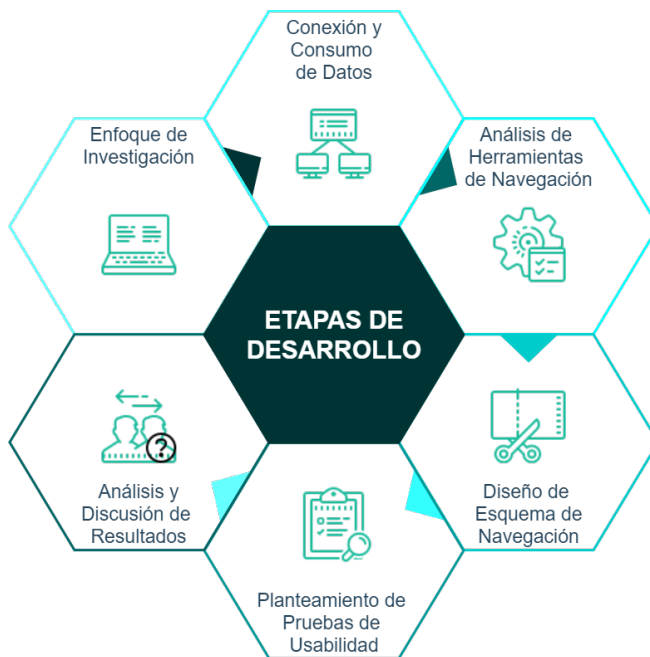 Conexión y
Consumo
de Datos
Enfoque de
Investigación
Análisis de
Herramientas
de Navegación
ETAPAS DE
DESARROLLO
?
Análisis y
Discusión de
Resultados
Diseño de
Esquema de
Navegación
Planteamiento de
Pruebas de
Usabilidad